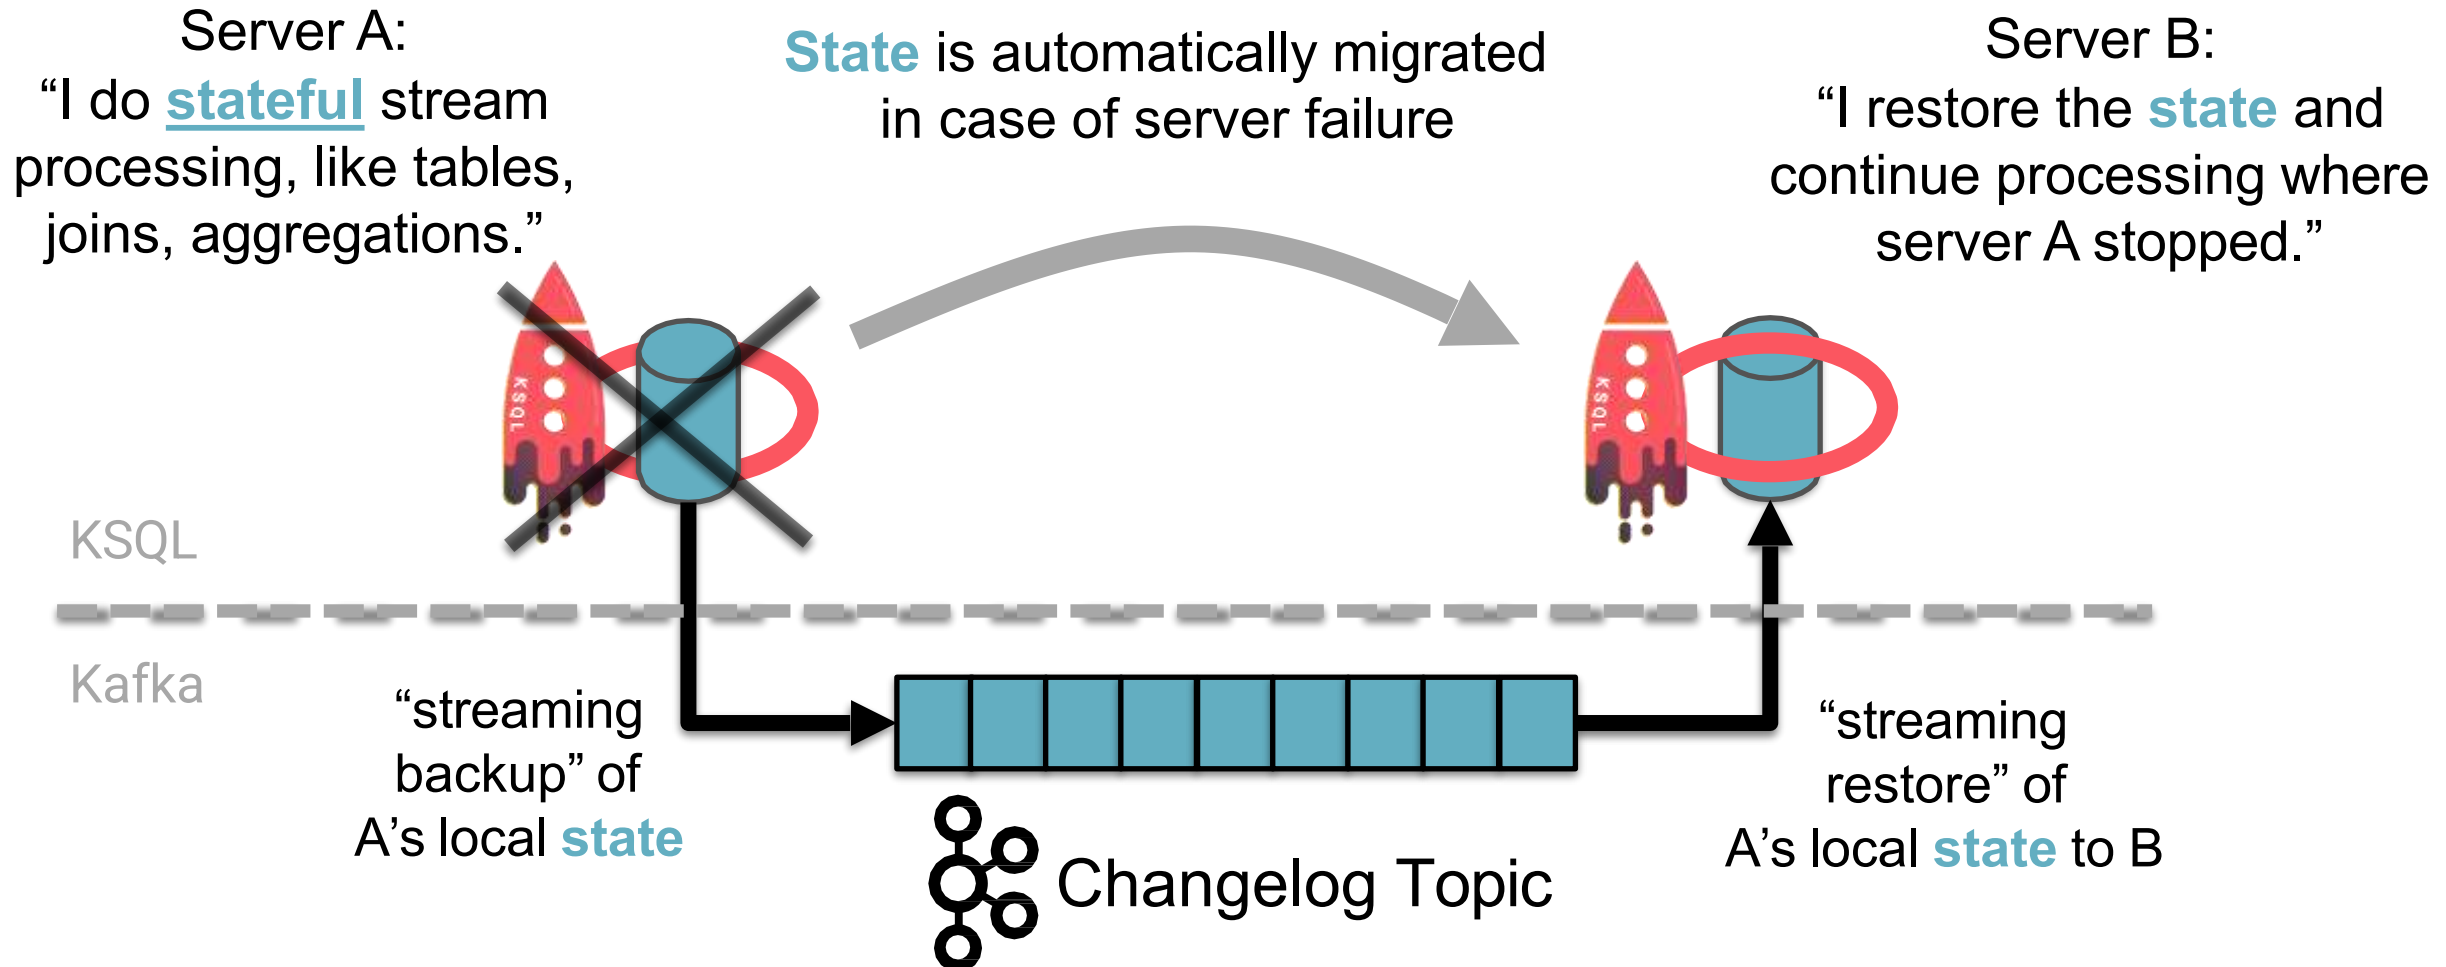 Server A:
“I do stateful stream
processing, like tables,
joins, aggregations.”
State is automatically migrated
in case of server failure
Server B:
“I restore the state and
continue processing where
server A stopped.”
KSQL
KSQL
KSQL
Kafka
“streaming
backup” of
A’s local state
“streaming
restore” of
A’s local state to B
Changelog Topic